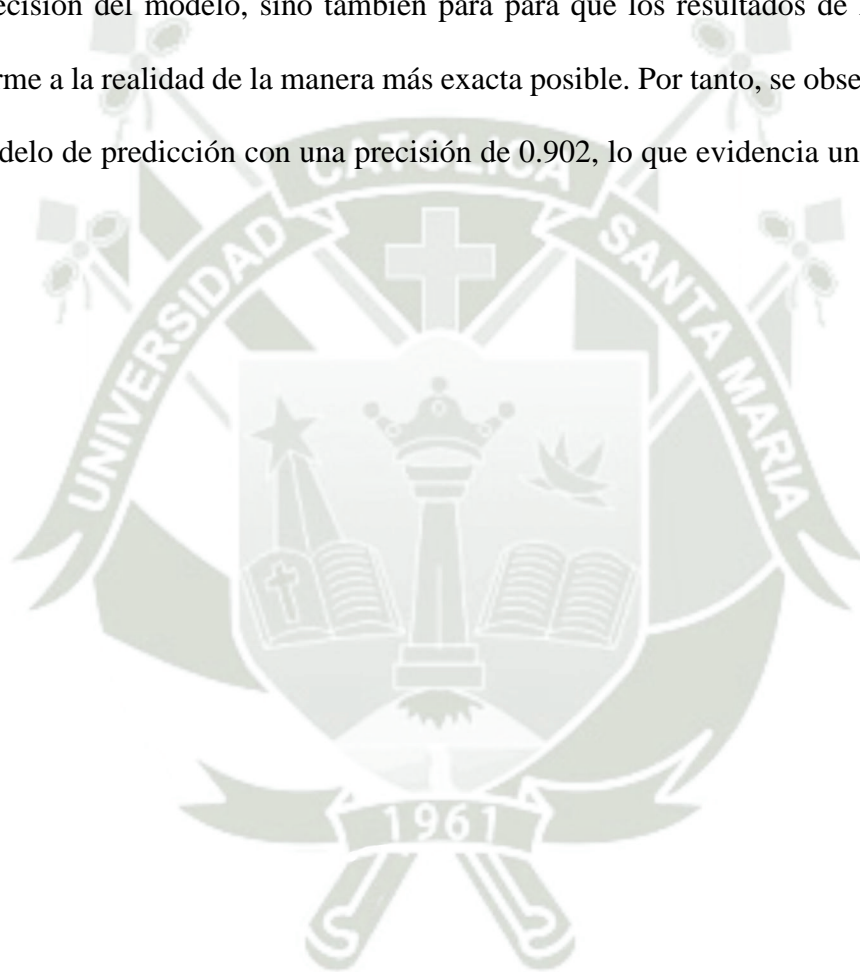 ecisión del modelo, sino también para para que los resultados de
rme a la realidad de la manera más exacta posible. Por tanto, se obse
delo de predicción con una precisión de 0.902, lo que evidencia un
UNIVERSIDAD CATOLICA SANTA MARIA
1961